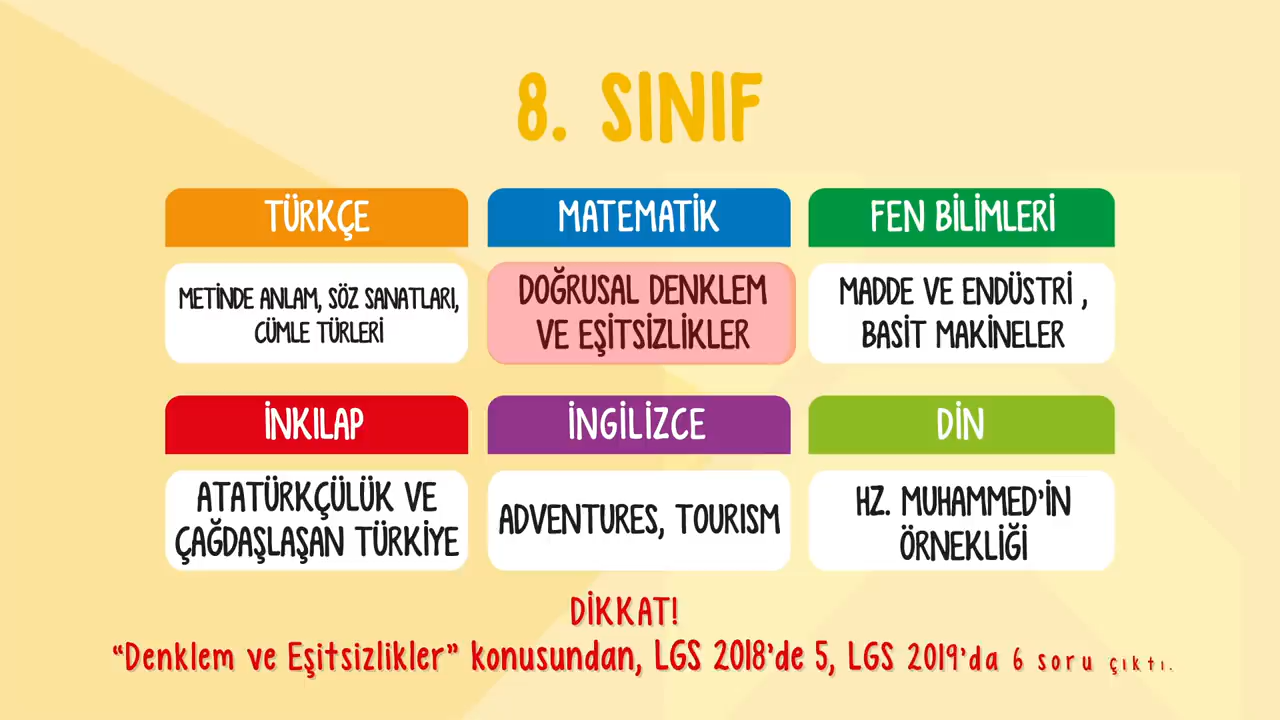 8. SINIF
TÜRKÇE
METİNDE ANLAM, SÖZ SANATLARI,
CÜMLE TÜRLERİ
MATEMATİK
DOĞRUSAL DENKLEM
VE EŞİTSİZLİKLER
FEN BİLİMLERİ
MADDE VE ENDÜSTRİ ,
BASİT MAKİNELER
İNKILAP
ATATÜRKÇÜLÜK VE
ÇAĞDAŞLAŞAN TÜRKİYE
İNGİLİZCE
ADVENTURES, TOURISM
DİN
HZ. MUHAMMED'İN
ÖRNEKLİĞİ
DİKKAT!
“Denklem ve Eşitsizlikler” konusundan, LGS 2018'de 5, LGS 2019'da 6 soru çıktı.